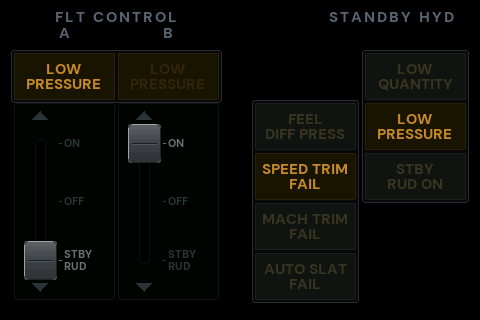 FLT CONTROL
A B
STANDBY HYD
LOW
PRESSURE
LOW
PRESSURE
ON
OFF
STBY
RUD
ON
OFF
STBY
RUD
FEEL
DIFF PRESS
SPEED TRIM
FAIL
MACH TRIM
FAIL
AUTO SLAT
FAIL
LOW
QUANTITY
LOW
PRESSURE
STBY
RUD ON